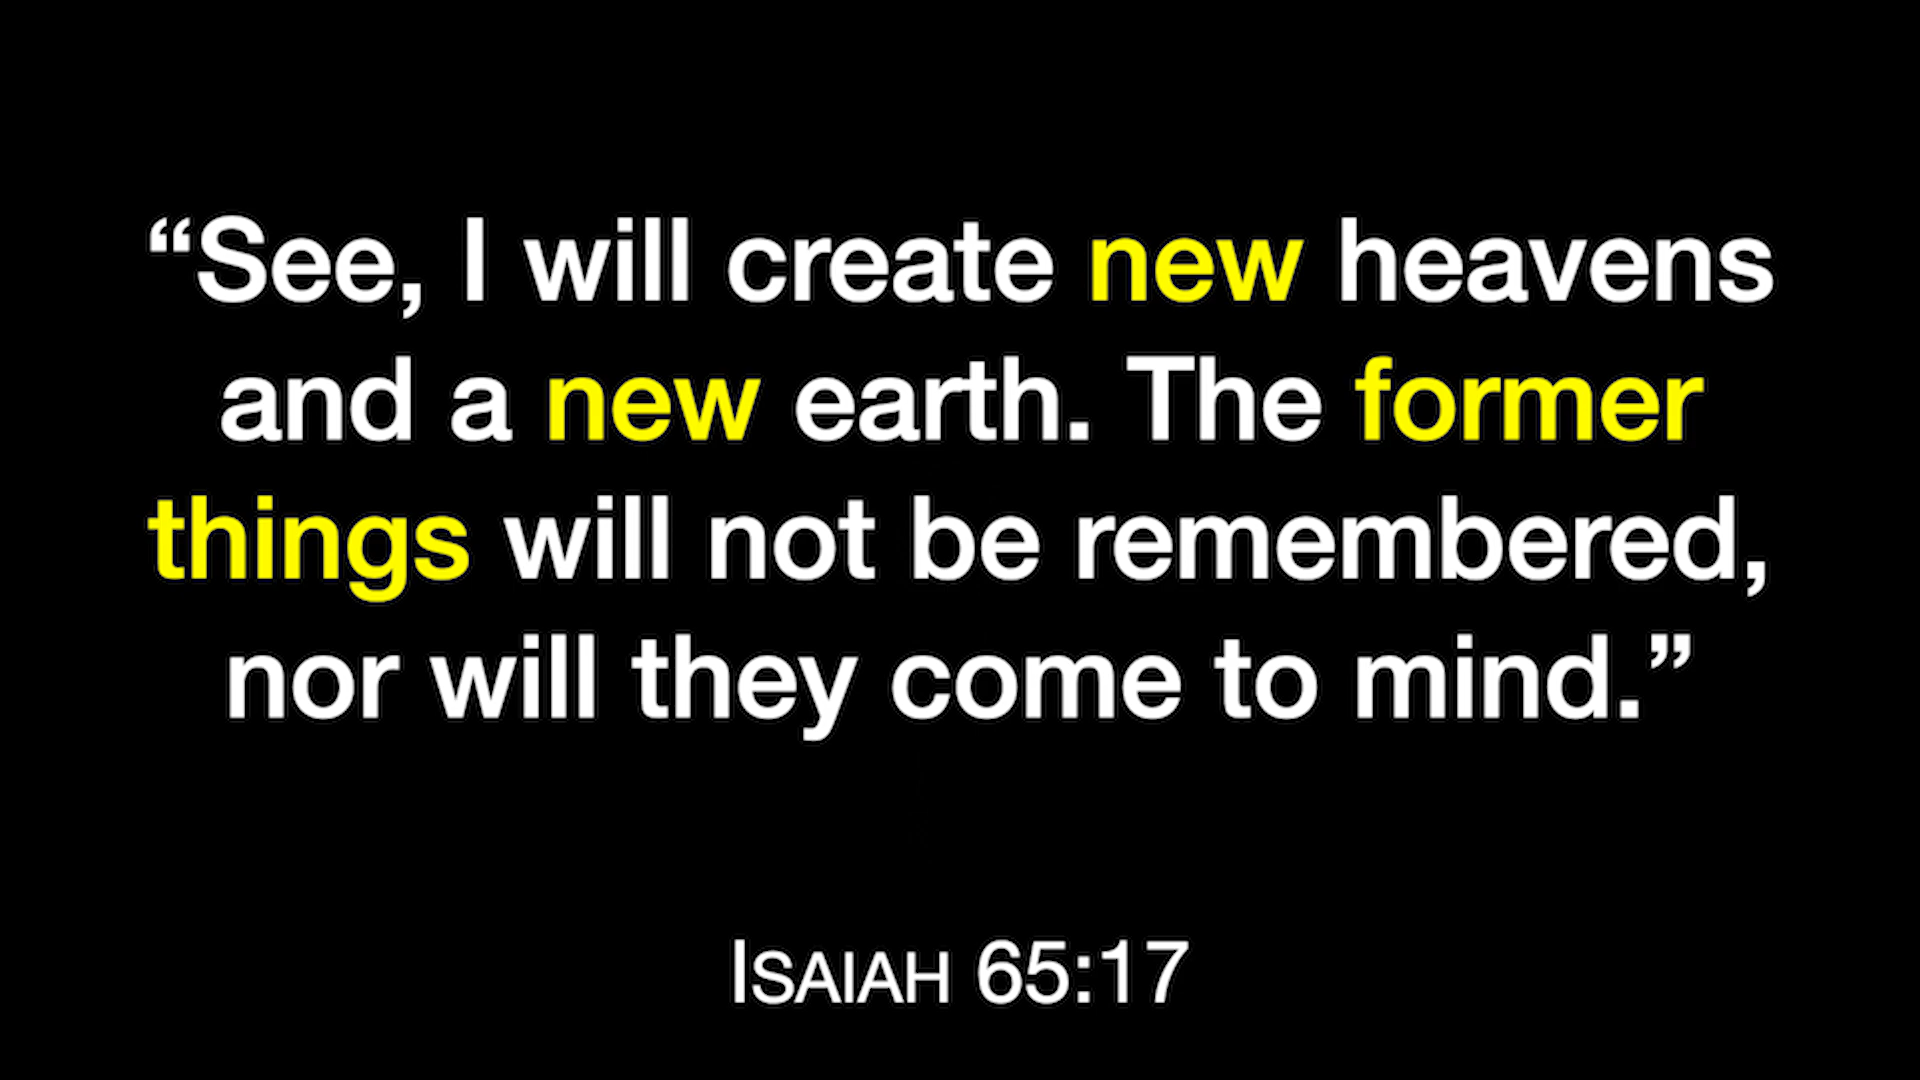 “See, I will create new heavens
and a new earth. The former
things will not be remembered,
nor will they come to mind.”
Isaiah 65:17